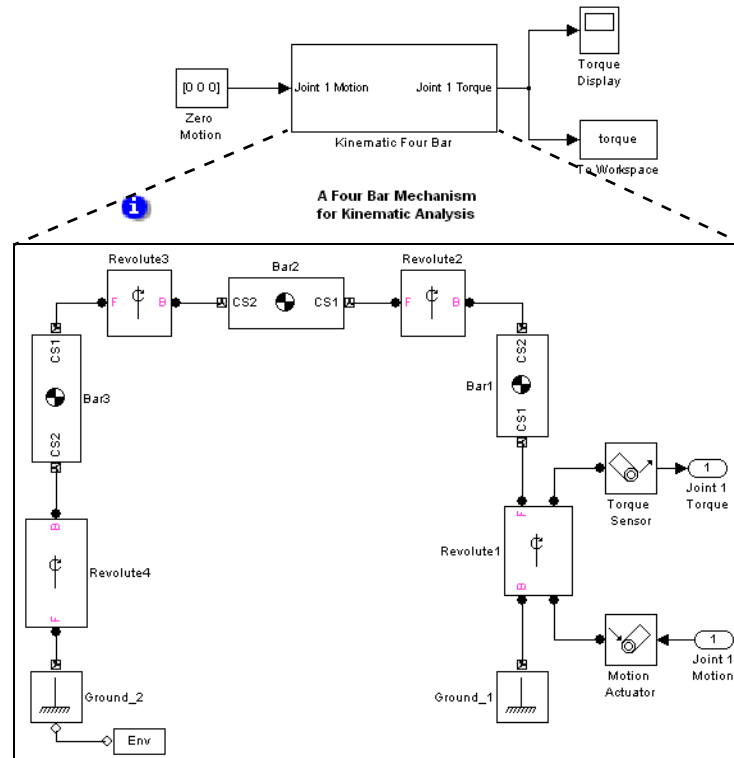 [0 0 0]
Zero
Motion
Joint 1 Motion
Joint 1 Torque
Kinematic Four Bar
Torque
Display
torque
To Workspace
i
A Four Bar Mechanism
for Kinematic Analysis
Revolute3
F
B
Bar2
CS2
CS1
Revolute2
F
B
CS1
CS2
Bar3
CS2
CS1
Bar1
B
F
Revolute4
F
B
Revolute1
Torque
Sensor
1
Joint 1
Torque
Motion
Actuator
1
Joint 1
Motion
Ground_2
Env
Ground_1